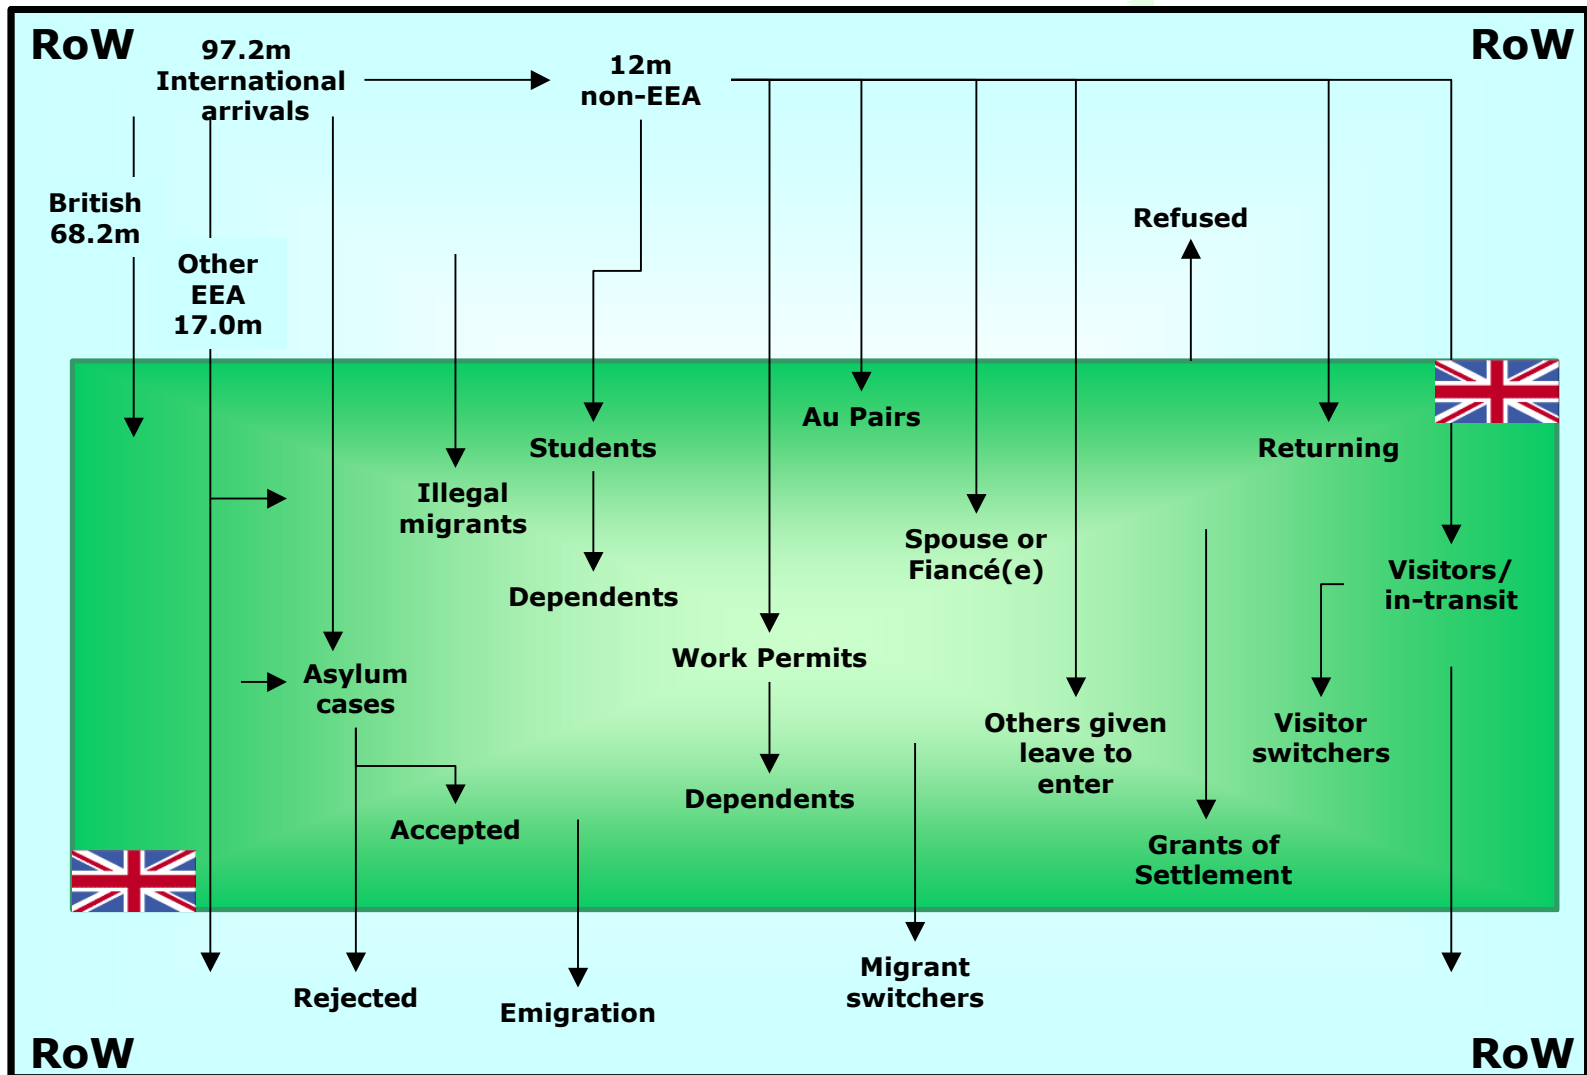 RoW
97.2m
International
arrivals
12m
non-EEA
RoW
British
68.2m
Other
EEA
17.0m
Refused
Au Pairs
Students
Returning
Illegal
migrants
Spouse or
Fiancé(e)
Visitors/
in-transit
Dependents
Work Permits
Asylum
cases
Others given
leave to
enter
Visitor
switchers
Dependents
Accepted
Grants of
Settlement
Migrant
switchers
Rejected
Emigration
RoW
RoW